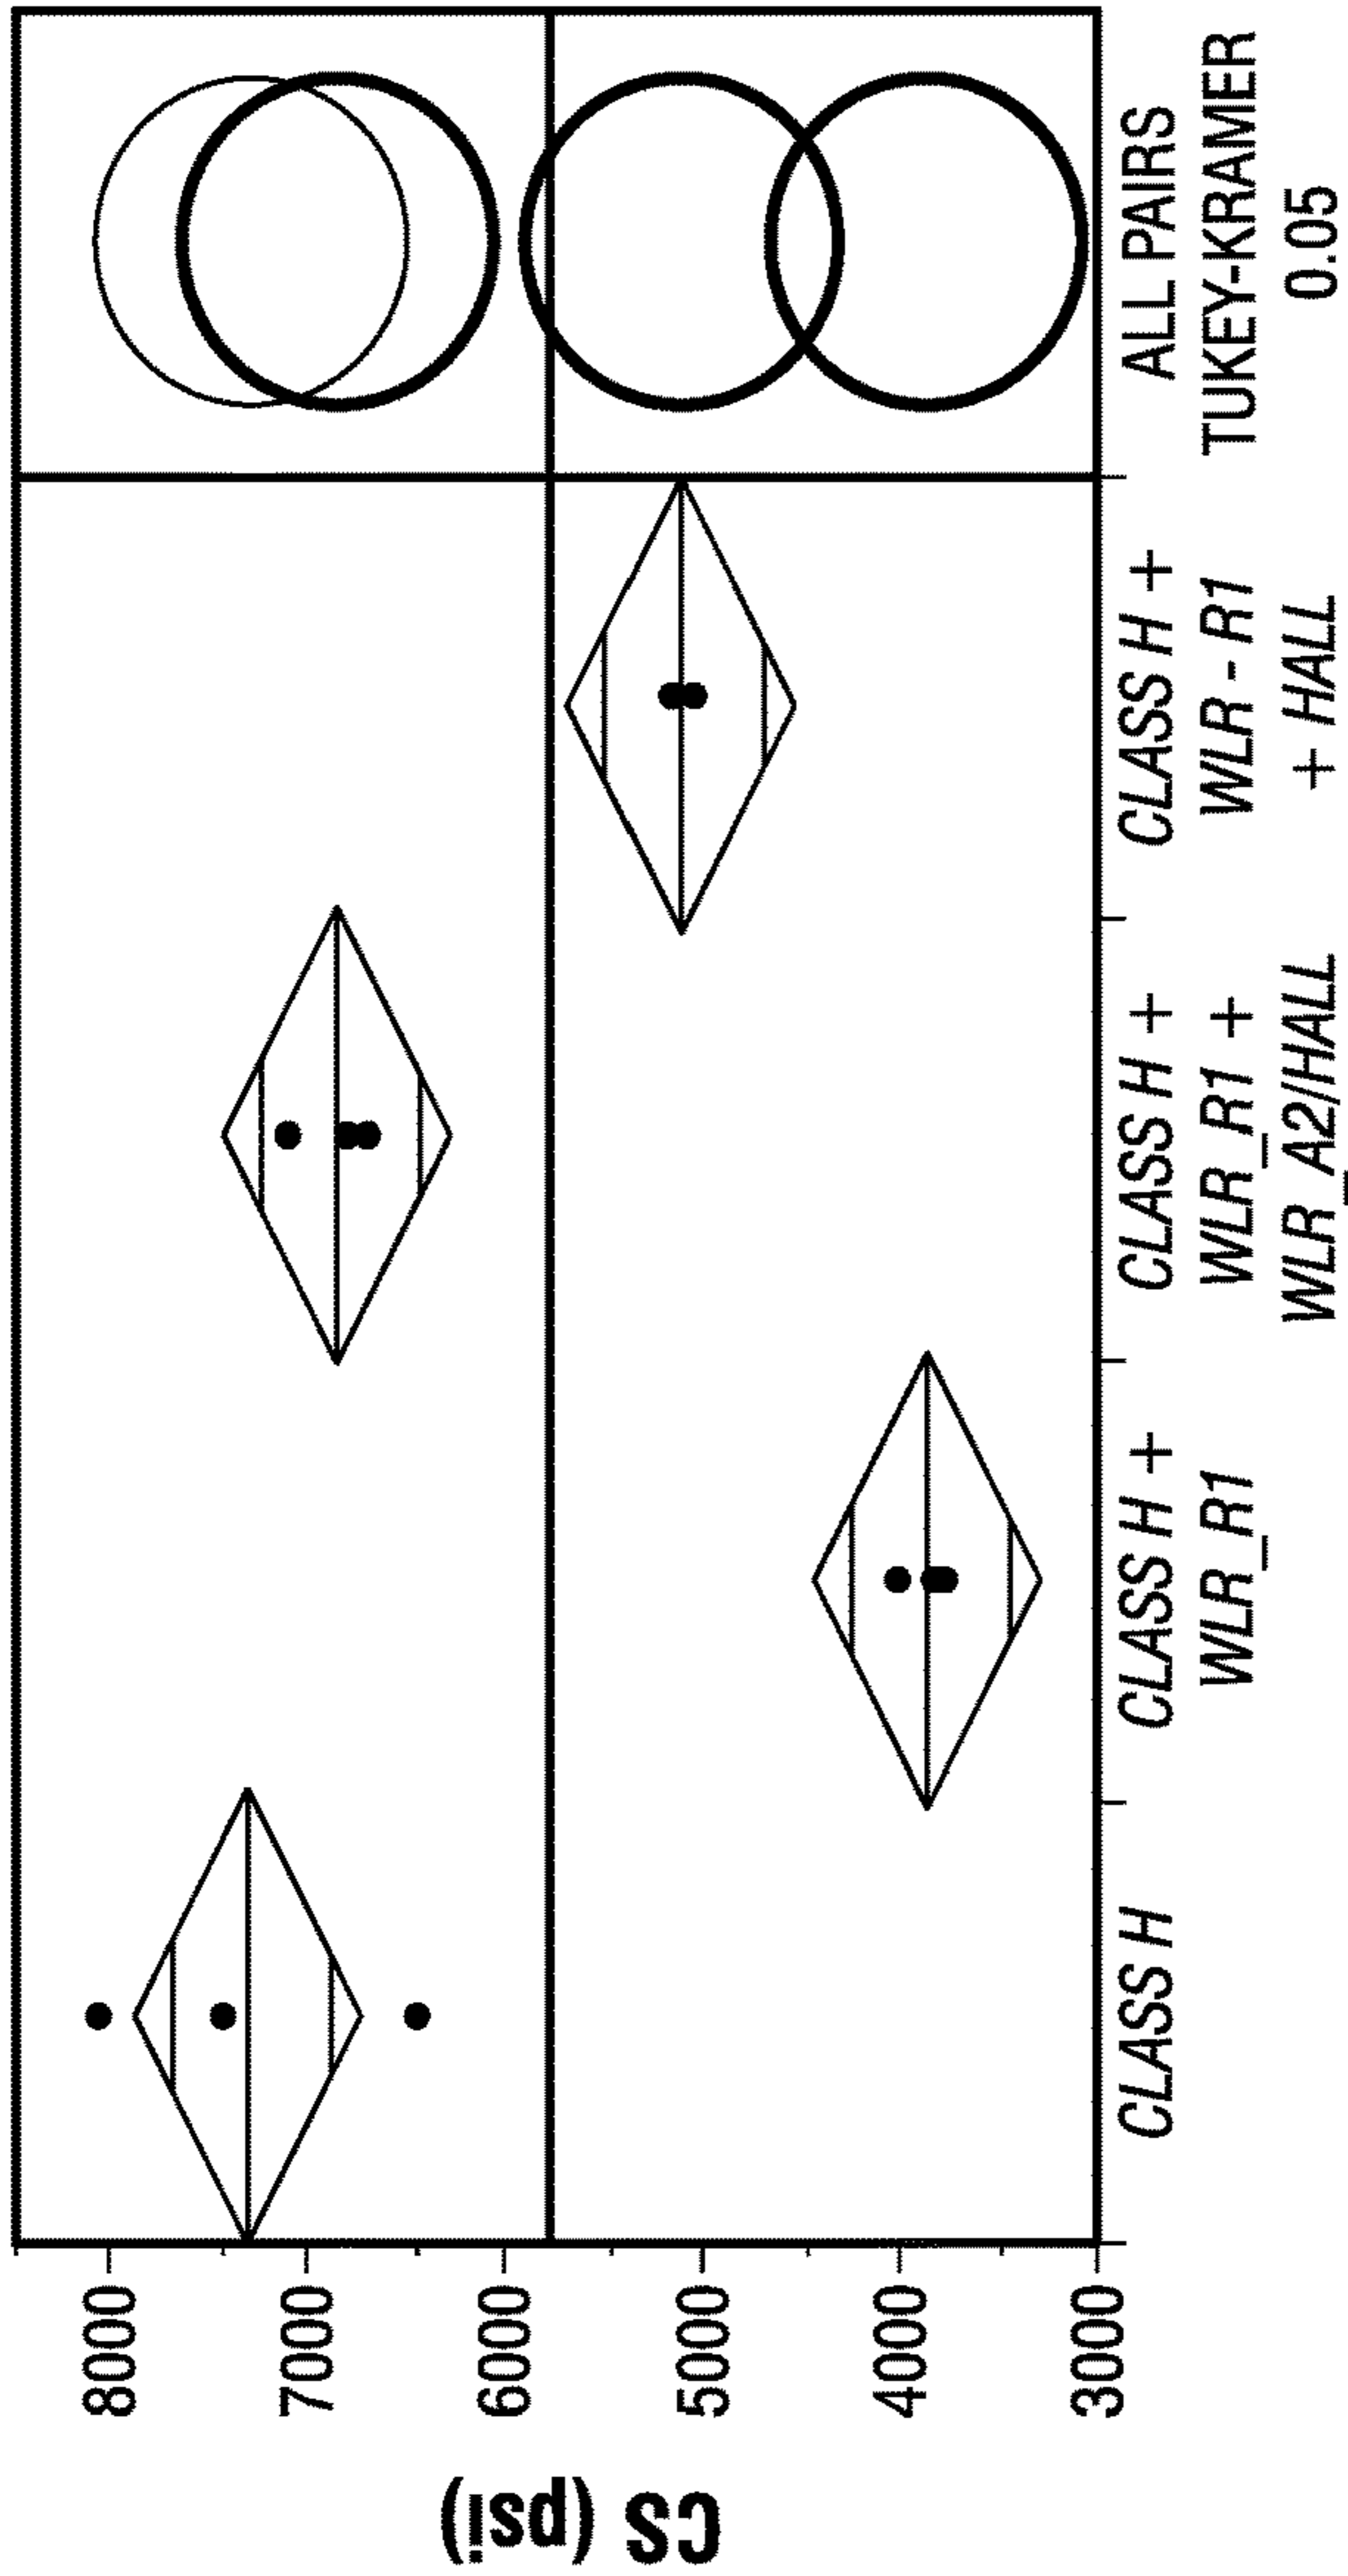 CS (psi)
8000
7000
6000
5000
4000
3000
CLASS H
CLASS H +
WLR_R1
CLASS H +
WLR_R1 +
WLR_A2/HALL
CLASS H +
WLR - R1
+ HALL
ALL PAIRS
TUKEY-KRAMER
0.05